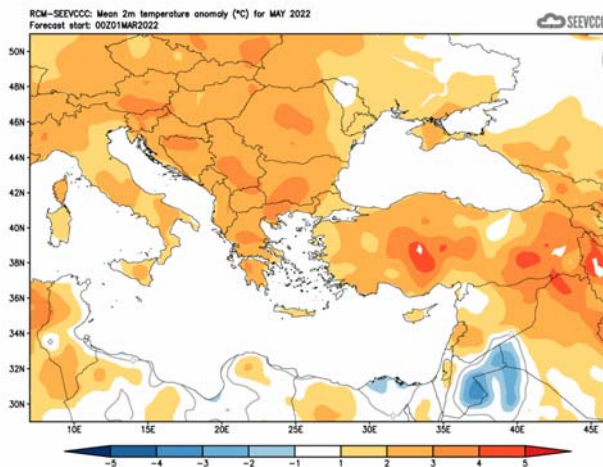 RCM-SEEVCCC: Mean 2m temperature anomaly (°C) for MAY 2022
Forecast start: 00Z01MAR2022
SEEVCCC
50N
48N
46N
44N
42N
40N
38N
36N
34N
32N
30N
10E 15E 20E 25E 30E 35E 40E 45E
-5 -4 -3 -2 -1 1 2 3 4 5